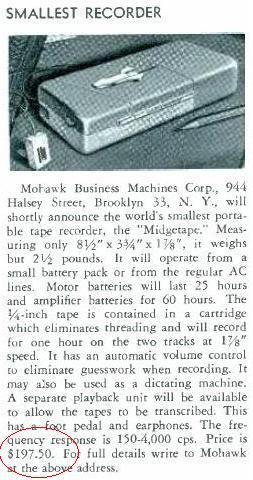 SMALLEST RECORDER
Mohawk Business Machines Corp., 944
Halsey Street, Brooklyn 33, N. Y., will
shortly announce the world's smallest porta-
ble tape recorder, the "Midgetape." Meas-
uring only 8½" x 3¾" x 1⅞", it weighs
but 2½ pounds. It will operate from a
small battery pack or from the regular AC
lines. Motor batteries will last 25 hours
and amplifier batteries for 60 hours. The
¼-inch tape is contained in a cartridge
which eliminates threading and will record
for one hour on the two tracks at 1⅞"
speed. It has an automatic volume control
to eliminate guesswork when recording. It
may also be used as a dictating machine.
A separate playback unit will be available
to allow the tapes to be transcribed. This
has a foot pedal and earphones. The fre-
quency response is 150-4,000 cps. Price is
$197.50. For full details write to Mohawk
at the above address.